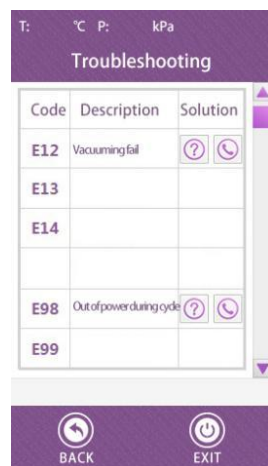 T: ℃ P: kPa
Troubleshooting
Code Description Solution
E12 Vacuuming fail ?
E13
E14
E98 Out of power during cycle ?
E99
BACK EXIT